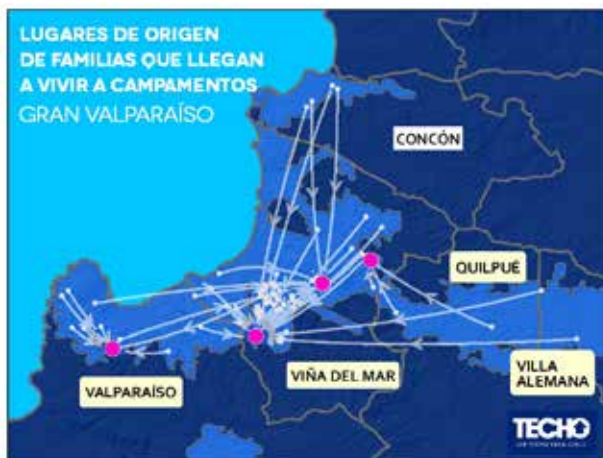 LUGARES DE ORIGEN
DE FAMILIAS QUE LLEGAN
A VIVIR A CAMPAMENTOS
GRAN VALPARAÍSO
CONCÓN
QUILPUÉ
VILLA
ALEMANA
VIÑA DEL MAR
VALPARAÍSO
TECHO